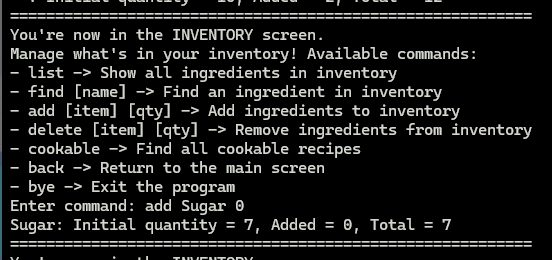 ==========================================================
You're now in the INVENTORY screen.
Manage what's in your inventory! Available commands:
- list -> Show all ingredients in inventory
- find [name] -> Find an ingredient in inventory
- add [item] [qty] -> Add ingredients to inventory
- delete [item] [qty] -> Remove ingredients from inventory
- cookable -> Find all cookable recipes
- back -> Return to the main screen
- bye -> Exit the program
Enter command: add Sugar 0
Sugar: Initial quantity = 7, Added = 0, Total = 7
==========================================================